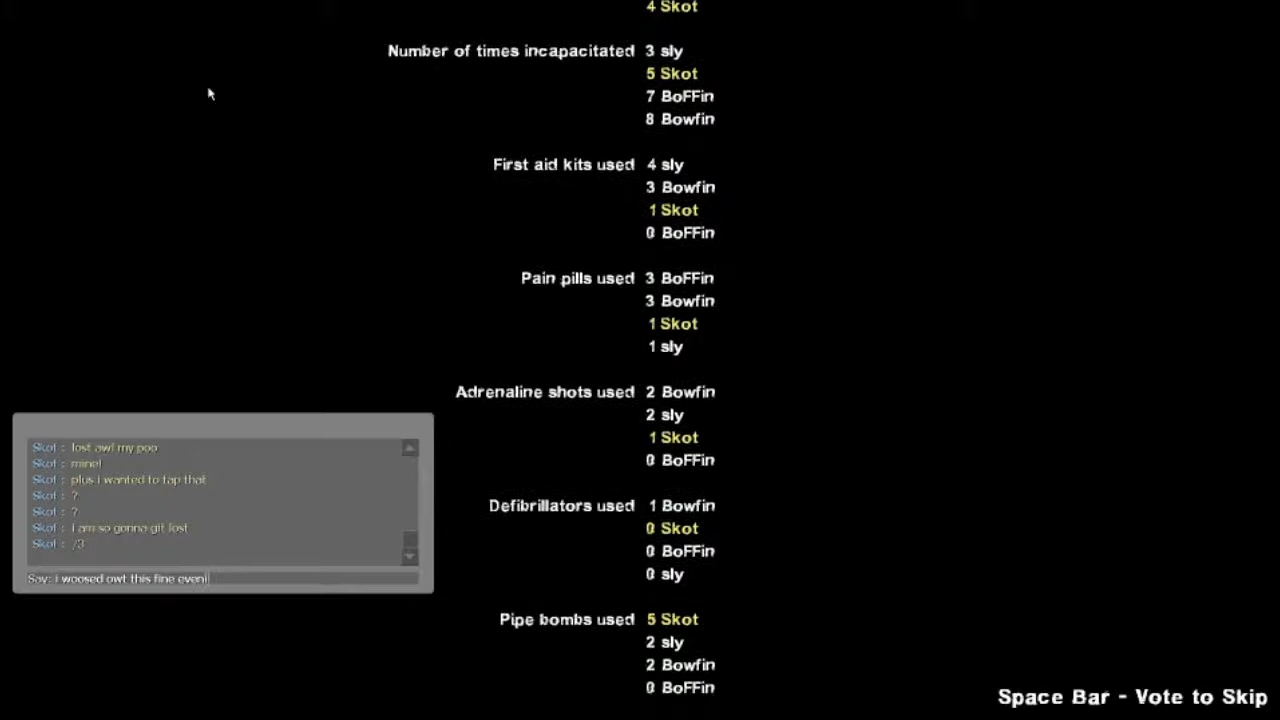 4 Skot
Number of times incapacitated 3 sly
5 Skot
7 BoFFin
8 Bowfin
First aid kits used 4 sly
3 Bowfin
1 Skot
0 BoFFin
Pain pills used 3 BoFFin
3 Bowfin
1 Skot
1 sly
Adrenaline shots used 2 Bowfin
2 sly
1 Skot
0 BoFFin
Defibrillators used 1 Bowfin
0 Skot
0 BoFFin
0 sly
Pipe bombs used 5 Skot
2 sly
2 Bowfin
0 BoFFin
Skot : lost awl my poo
Skot : mine!
Skot : plus i wanted to tap that
Skot : ?
Skot : ?
Skot : i am so gonna git lost
Skot : /3
Say: i woosed owt this fine eveni
Space Bar - Vote to Skip